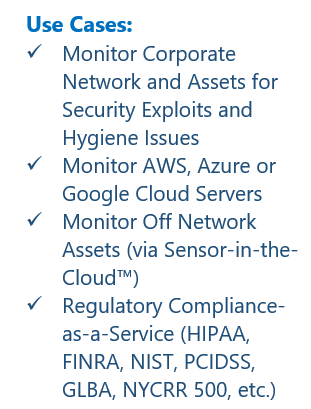 Use Cases:
✓ Monitor Corporate
Network and Assets for
Security Exploits and
Hygiene Issues
✓ Monitor AWS, Azure or
Google Cloud Servers
✓ Monitor Off Network
Assets (via Sensor-in-the-
Cloud™)
✓ Regulatory Compliance-
as-a-Service (HIPAA,
FINRA, NIST, PCIDSS,
GLBA, NYCRR 500, etc.)